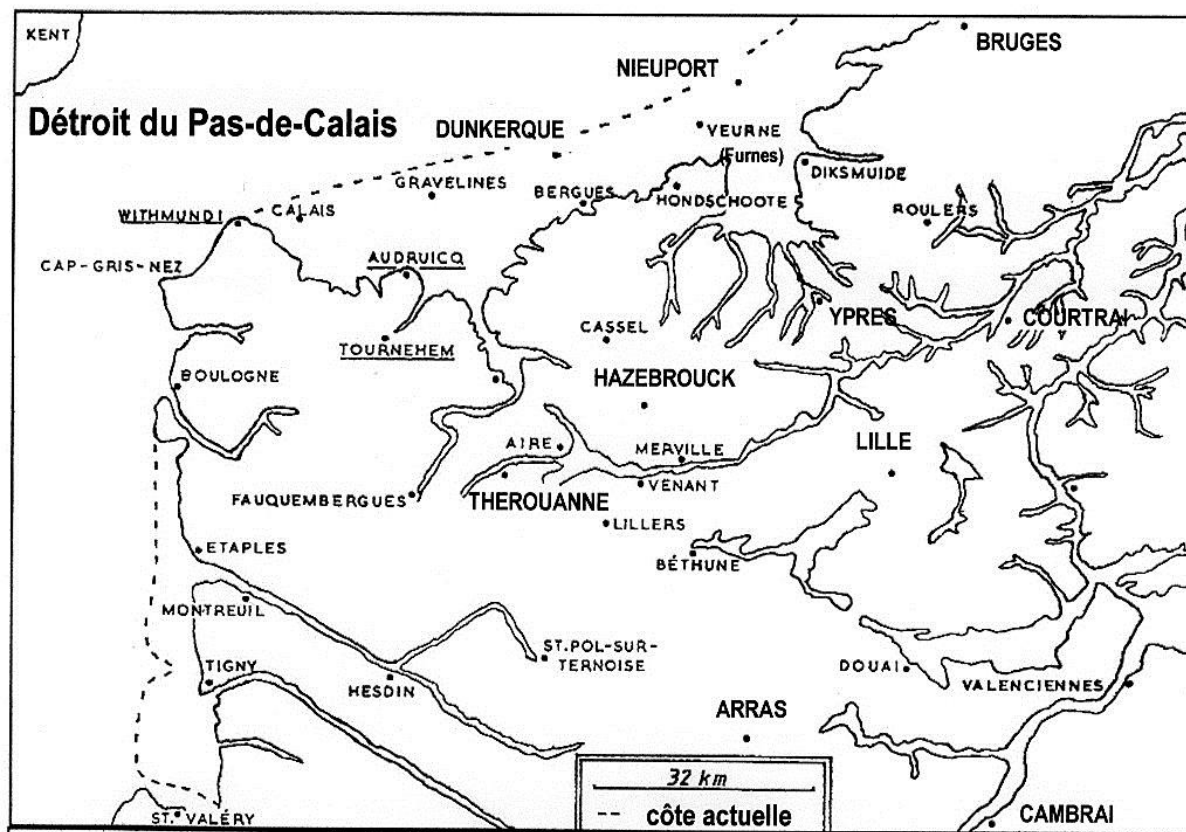 KENT
BRUGES
NIEUPORT
Détroit du Pas-de-Calais
DUNKERQUE
VEURNE
(Furnes)
DIKSMUIDE
GRAVELINES
BERGUES
HONDSCHOOTE
WITHMUNDI
CALAIS
ROULERS
CAP-GRIS-NEZ
AUDRUICQ
YPRES
COURTRAI
CASSEL
TOURNEHEM
BOULOGNE
HAZEBROUCK
AIRE
MERVILLE
LILLE
FAUQUEMBERGUES
THEROUANNE
VENANT
LILLERS
ETAPLES
BÉTHUNE
MONTREUIL
ST.POL-SUR-
TERNOISE
TIGNY
HESDIN
DOUAI
VALENCIENNES
ARRAS
32 km
côte actuelle
ST. VALÉRY
CAMBRAI